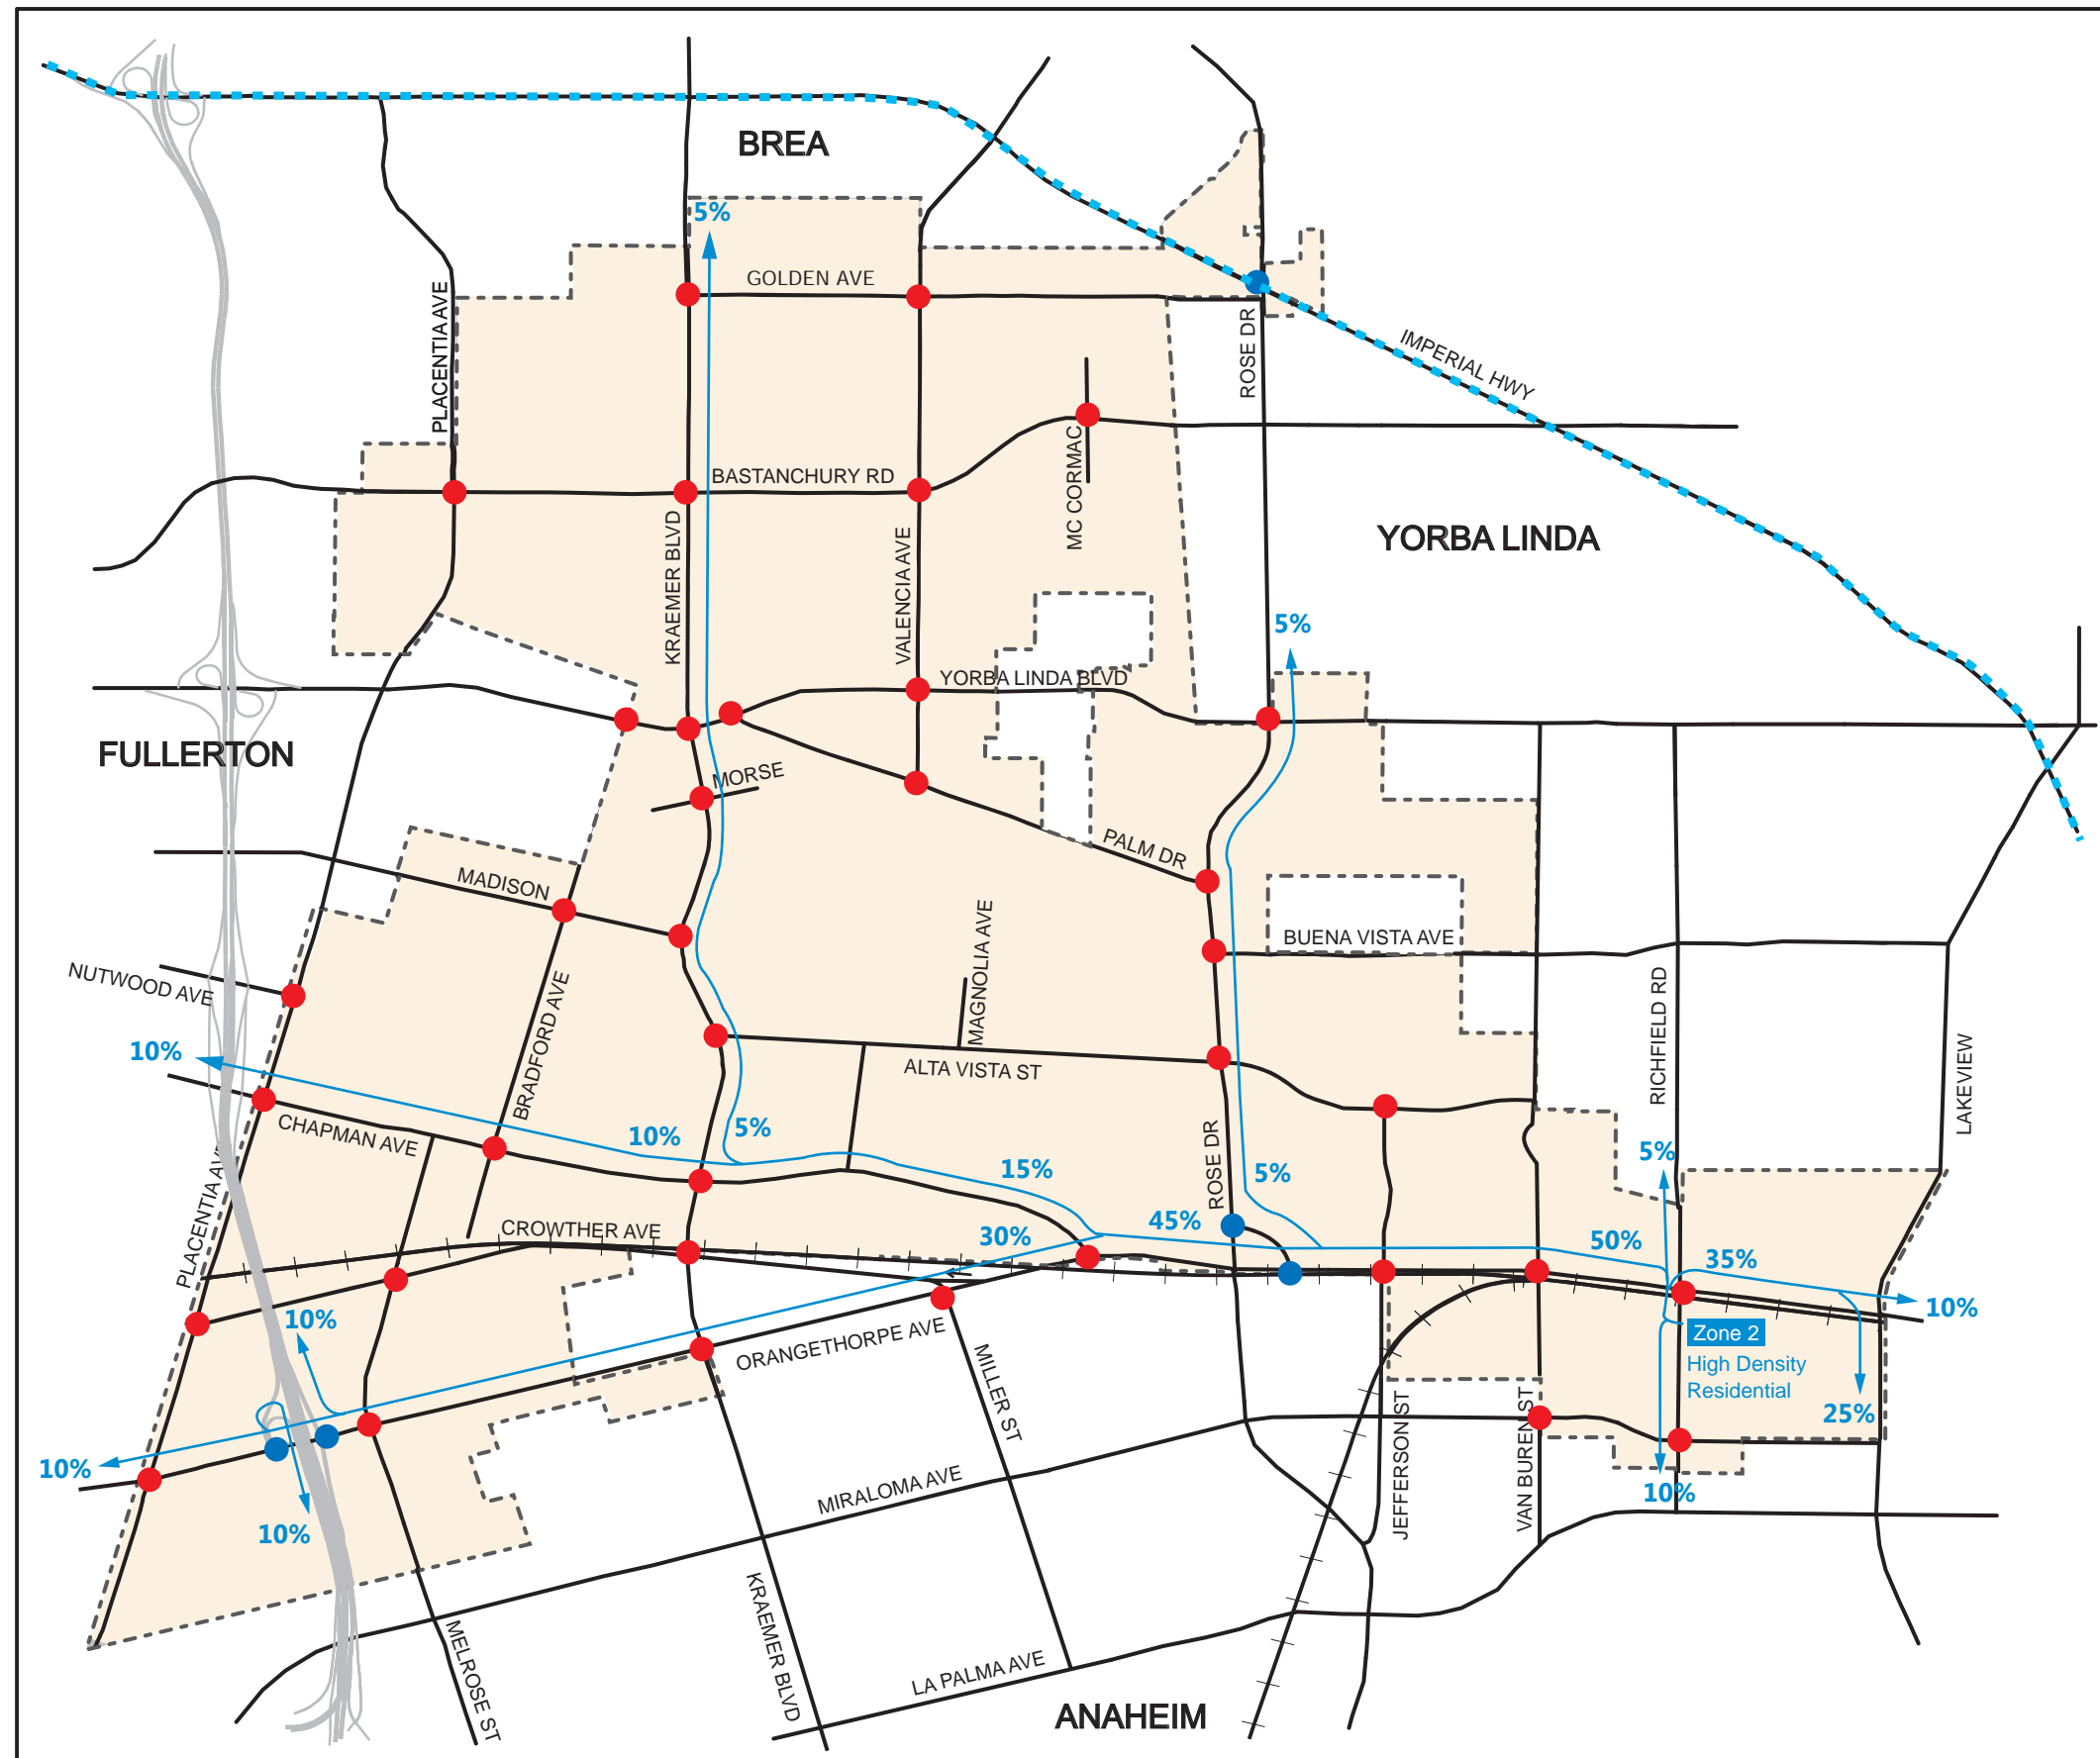 BREA
5%
GOLDEN AVE
PLACENTIA AVE
ROSE DR
IMPERIAL HWY
BASTANCHURY RD
MC CORMAC
KRAEMER BLVD
VALENCIA AVE
YORBA LINDA
5%
YORBA LINDA BLVD
FULLERTON
MORSE
PALM DR
MADISON
MAGNOLIA AVE
BUENA VISTA AVE
NUTWOOD AVE
BRADFORD AVE
RICHFIELD RD
LAKEVIEW
10%
ALTA VISTA ST
CHAPMAN AVE
10%
5%
15%
ROSE DR
5%
5%
PLACENTIA AVE
CROWTHER AVE
30%
45%
50%
35%
10%
10%
Zone 2
High Density
Residential
ORANGETHORPE AVE
MILLER ST
JEFFERSON ST
VAN BUREN ST
25%
10%
10%
10%
MIRALOMA AVE
KRAEMER BLVD
MELROSE ST
LA PALMA AVE
ANAHEIM